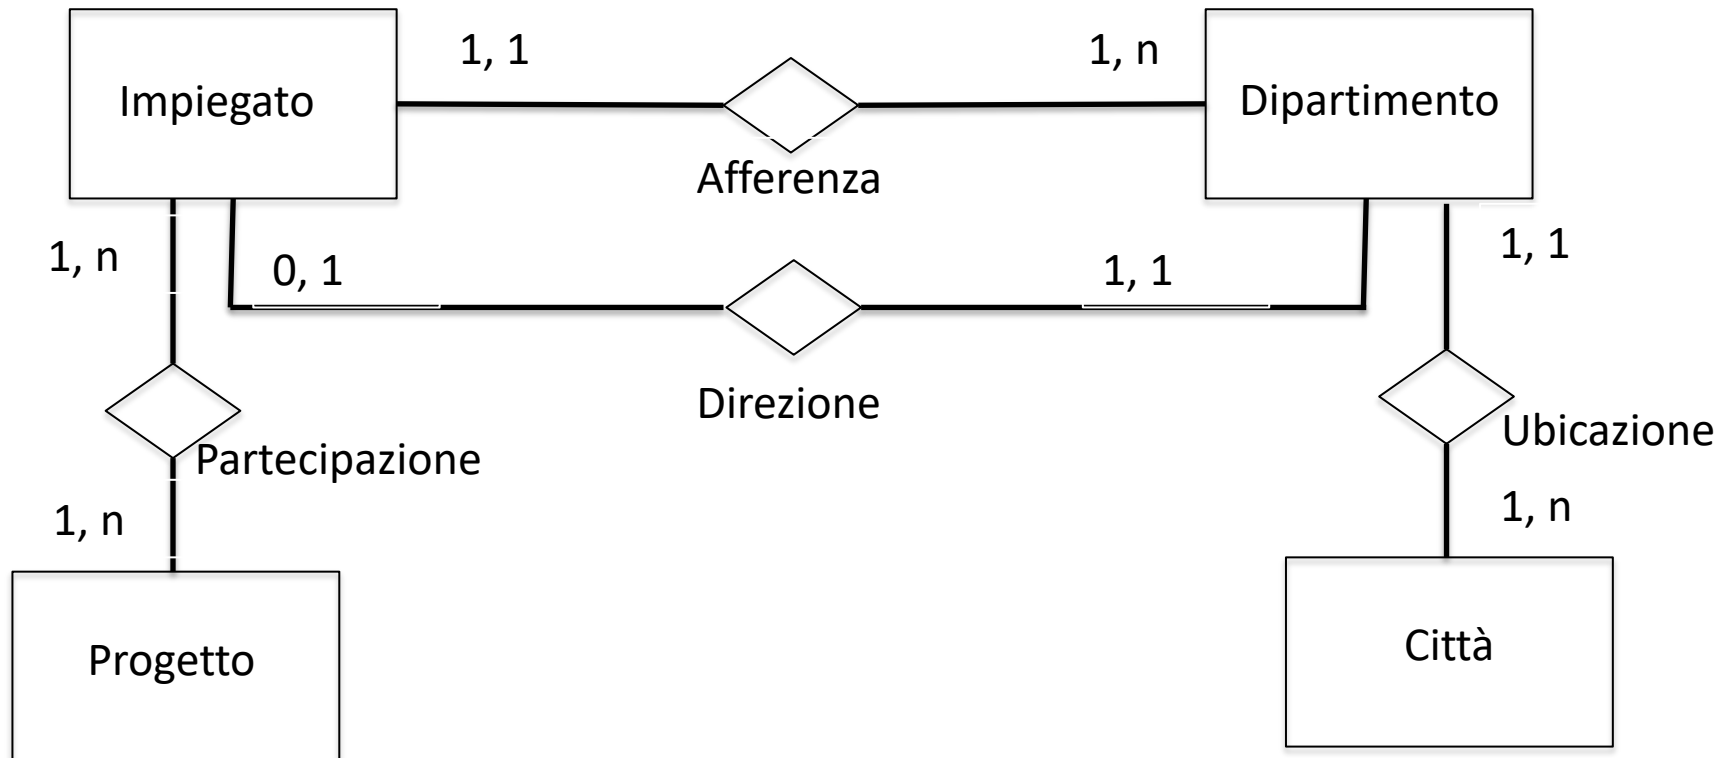 1, 1
1, n
Impiegato
Dipartimento
Afferenza
1, n
0, 1
1, 1
1, 1
Direzione
Ubicazione
Partecipazione
1, n
1, n
Progetto
Città